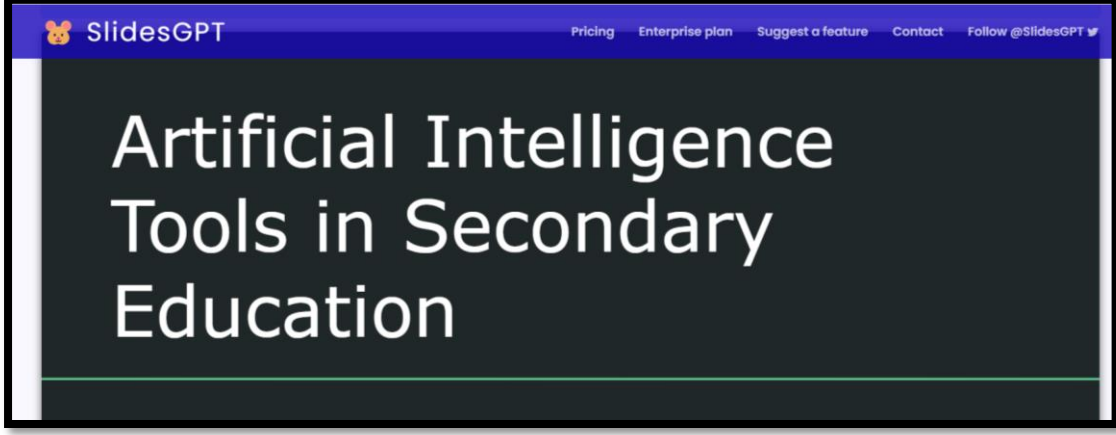 SlidesGPT
Pricing Enterprise plan Suggest a feature Contact Follow @SlidesGPT
Artificial Intelligence
Tools in Secondary
Education